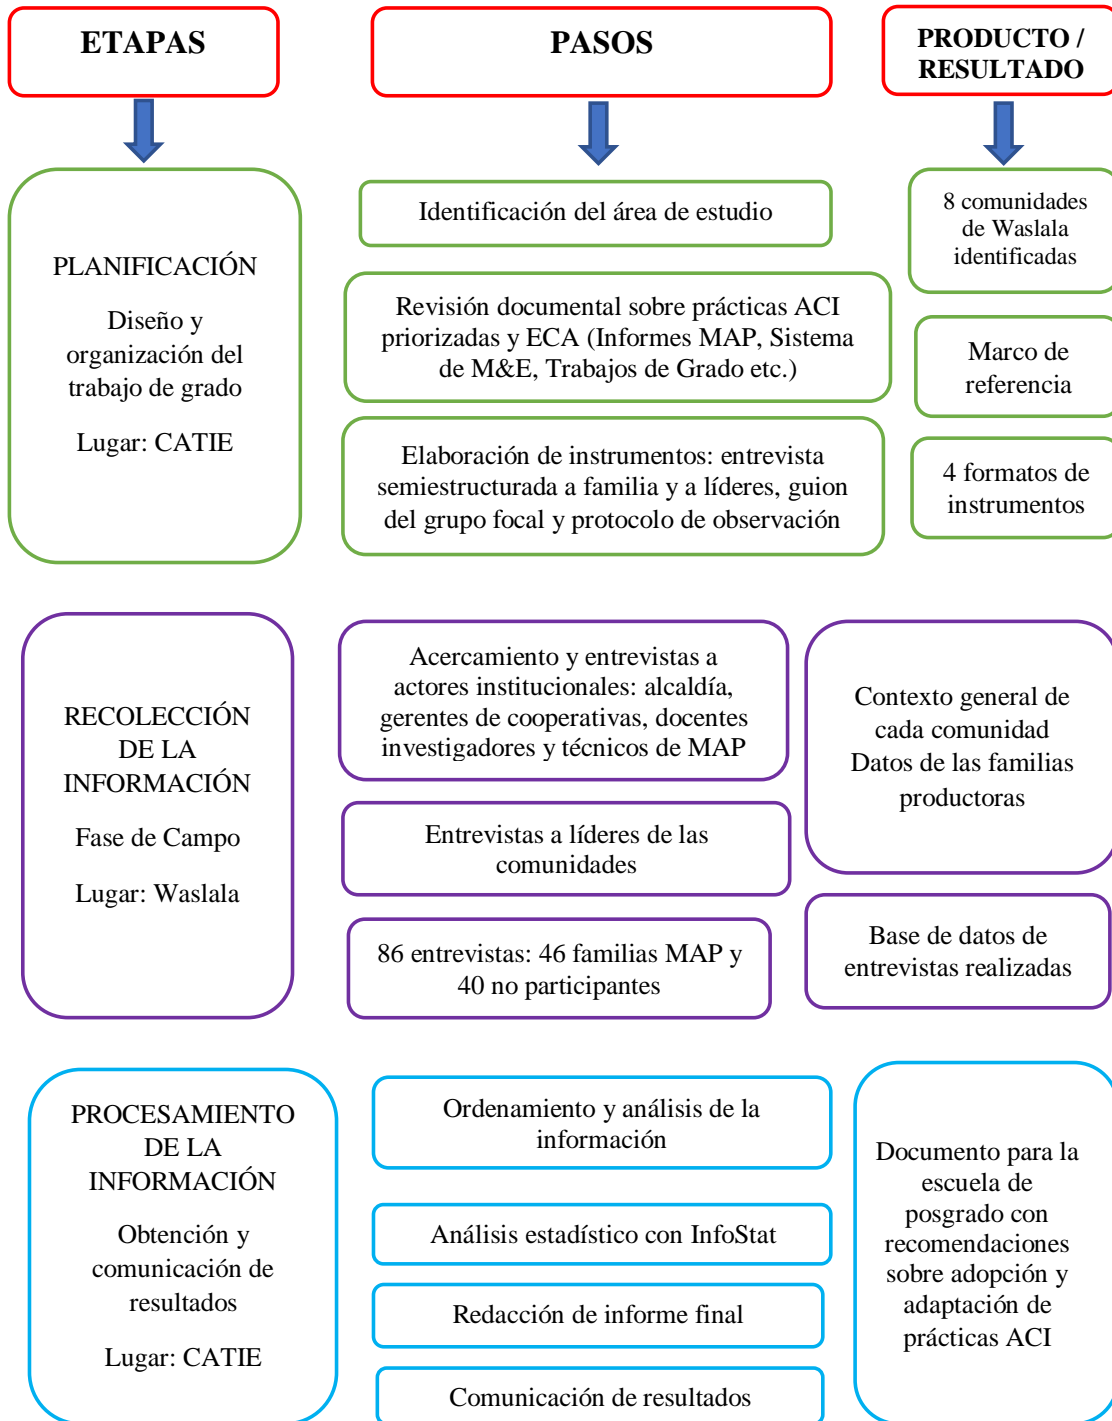 ETAPAS
PASOS
PRODUCTO /
RESULTADO
PLANIFICACIÓN
Diseño y
organización del
trabajo de grado
Lugar: CATIE
Identificación del área de estudio
Revisión documental sobre prácticas ACI
priorizadas y ECA (Informes MAP, Sistema
de M&E, Trabajos de Grado etc.)
Elaboración de instrumentos: entrevista
semiestructurada a familia y a líderes, guion
del grupo focal y protocolo de observación
8 comunidades
de Waslala
identificadas
Marco de
referencia
4 formatos de
instrumentos
RECOLECCIÓN
DE LA
INFORMACIÓN
Fase de Campo
Lugar: Waslala
Acercamiento y entrevistas a
actores institucionales: alcaldía,
gerentes de cooperativas, docentes
investigadores y técnicos de MAP
Entrevistas a líderes de las
comunidades
86 entrevistas: 46 familias MAP y
40 no participantes
Contexto general de
cada comunidad
Datos de las familias
productoras
Base de datos de
entrevistas realizadas
PROCESAMIENTO
DE LA
INFORMACIÓN
Obtención y
comunicación de
resultados
Lugar: CATIE
Ordenamiento y análisis de la
información
Análisis estadístico con InfoStat
Redacción de informe final
Comunicación de resultados
Documento para la
escuela de
posgrado con
recomendaciones
sobre adopción y
adaptación de
prácticas ACI